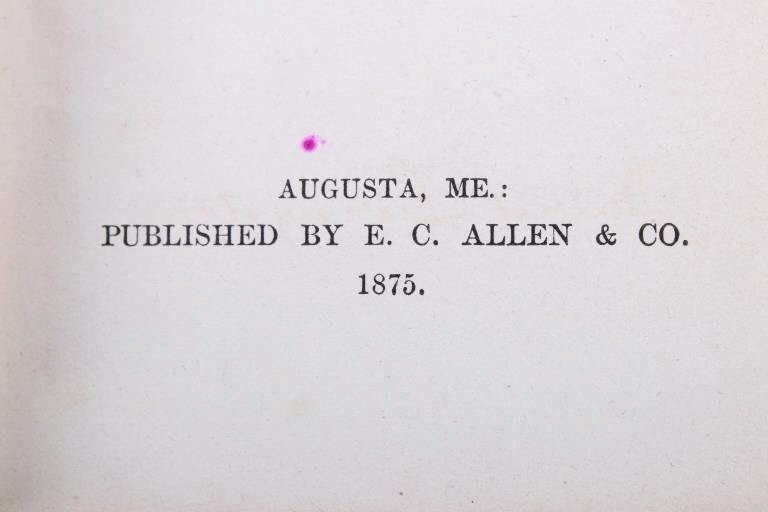 AUGUSTA, ME.:
PUBLISHED BY E. C. ALLEN & CO.
1875.